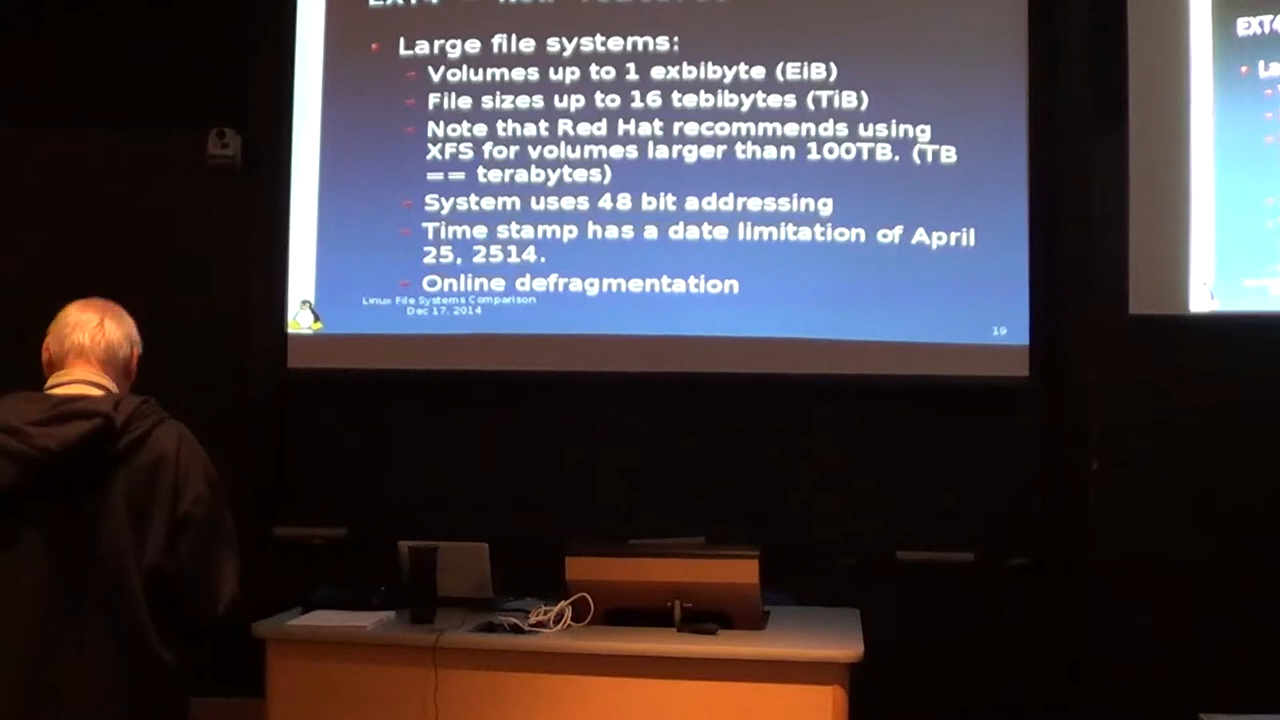 Large file systems:
Volumes up to 1 exbibyte (EiB)
File sizes up to 16 tebibytes (TiB)
Note that Red Hat recommends using
XFS for volumes larger than 100TB. (TB
== terabytes)
System uses 48 bit addressing
Time stamp has a date limitation of April
25, 2514.
Online defragmentation
Linux File Systems Comparison
Dec 17, 2014
19
EXT4
La